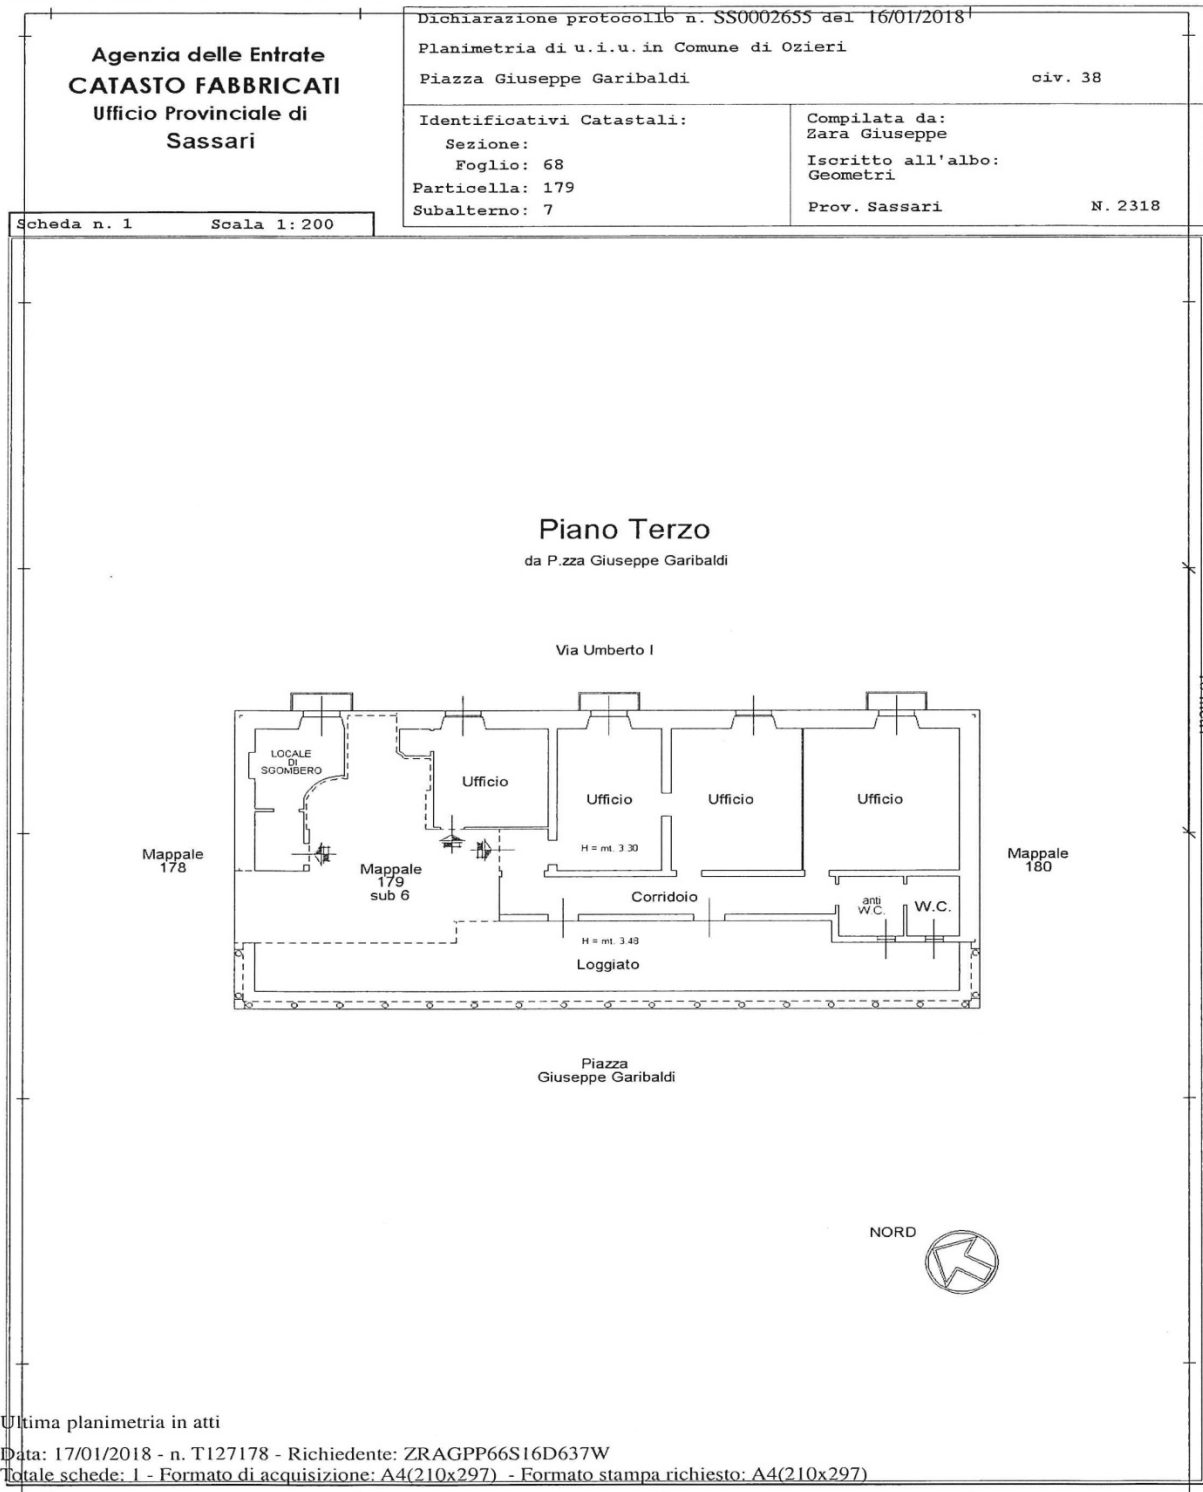 Agenzia delle Entrate
CATASTO FABBRICATI
Ufficio Provinciale di
Sassari
Dichiarazione protocollo n. SS0002655 del 16/01/2018
Planimetria di u.i.u. in Comune di Ozieri
Piazza Giuseppe Garibaldi civ. 38
Identificativi Catastali:
Sezione:
Foglio: 68
Particella: 179
Subalterno: 7
Compilata da:
Zara Giuseppe
Iscritto all'albo:
Geometri
Prov. Sassari N. 2318
Scheda n. 1 Scala 1:200
Piano Terzo
da P.zza Giuseppe Garibaldi
Via Umberto I
LOCALE
DI
SGOMBERO
Ufficio
Ufficio
Ufficio
Ufficio
H = mt. 3.30
Mappale
178
Mappale
179
sub 6
Mappale
180
Corridoio
anti
W.C.
W.C.
H = mt. 3.48
Loggiato
Piazza
Giuseppe Garibaldi
NORD
Ultima planimetria in atti
Data: 17/01/2018 - n. T127178 - Richiedente: ZRAGPP66S16D637W
Totale schede: 1 - Formato di acquisizione: A4(210x297) - Formato stampa richiesto: A4(210x297)